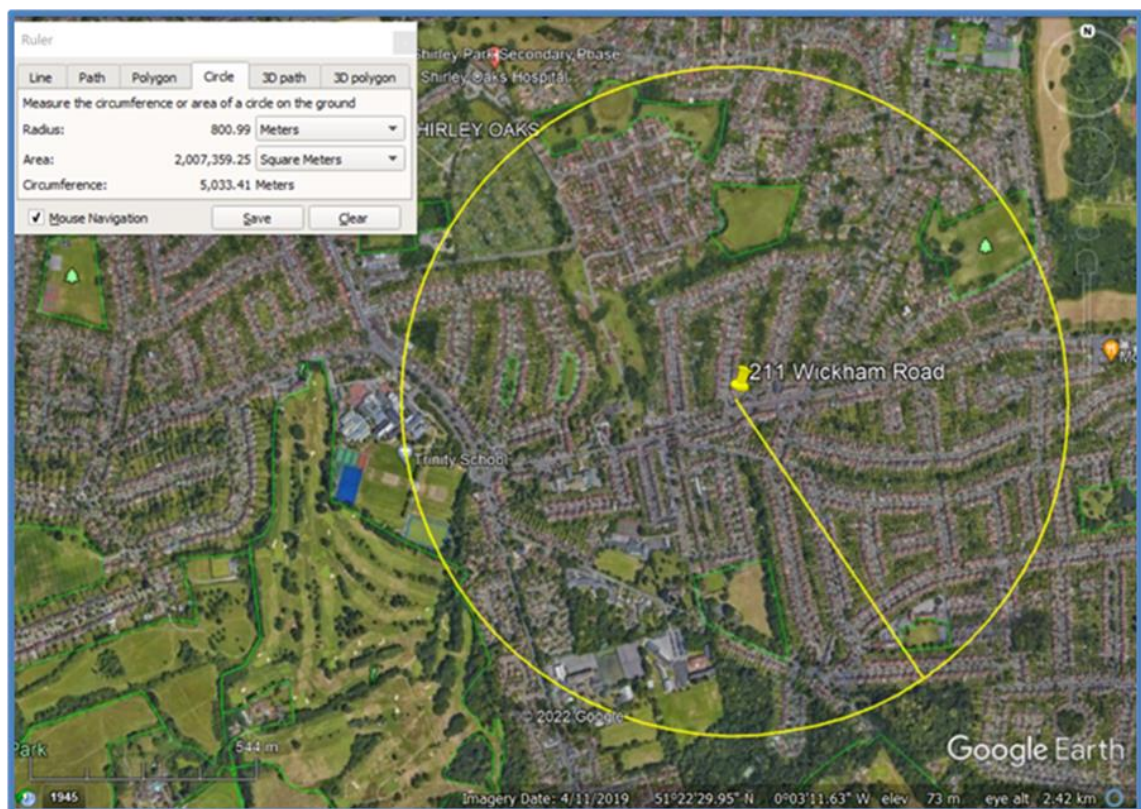 Ruler
Line Path Polygon Circle 3D path 3D polygon
Measure the circumference or area of a circle on the ground
Radius: 800.99 Meters
Area: 2,007,359.25 Square Meters
Circumference: 5,033.41 Meters
Mouse Navigation Save Clear
Shirley Park Secondary Phase
Shirley Oaks Hospital
HIRLEY OAKS
N
211 Wickham Road
Trinity School
© 2022 Google
Park
544 m
Google Earth
1945
Imagery Date: 4/11/2019 51°22'29.95" N 0°03'11.63" W elev 73 m eye alt 2.42 km